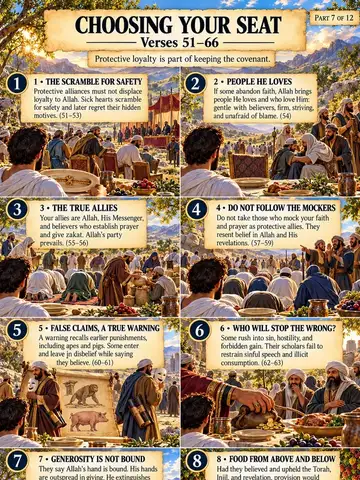 CHOOSING YOUR SEAT
PART 7 OF 12
Verses 51–66
Protective loyalty is part of keeping the covenant.
1
1 • THE SCRAMBLE FOR SAFETY
Protective alliances must not displace
loyalty to Allah. Sick hearts scramble
for safety and later regret their hidden
motives. (51–53)
2
2 • PEOPLE HE LOVES
If some abandon faith, Allah brings
people He loves and who love Him:
gentle with believers, firm, striving,
and unafraid of blame. (54)
3
3 • THE TRUE ALLIES
Your allies are Allah, His Messenger,
and believers who establish prayer
and give zakat. Allah's party
prevails. (55–56)
4
4 • DO NOT FOLLOW THE MOCKERS
Do not take those who mock your faith
and prayer as protective allies. They
resent belief in Allah and His
revelations. (57–59)
5
5 • FALSE CLAIMS, A TRUE WARNING
A warning recalls earlier punishments,
including apes and pigs. Some enter
and leave in disbelief while saying
they believe. (60–61)
6
6 • WHO WILL STOP THE WRONG?
Some rush into sin, hostility, and
forbidden gain. Their scholars fail to
restrain sinful speech and illicit
consumption. (62–63)
7
7 • GENEROSITY IS NOT BOUND
They say Allah's hand is bound. His hands
are outspread in giving. He extinguishes
8
8 • FOOD FROM ABOVE AND BELOW
Had they believed and upheld the Torah,
Injil, and revelation, provision would